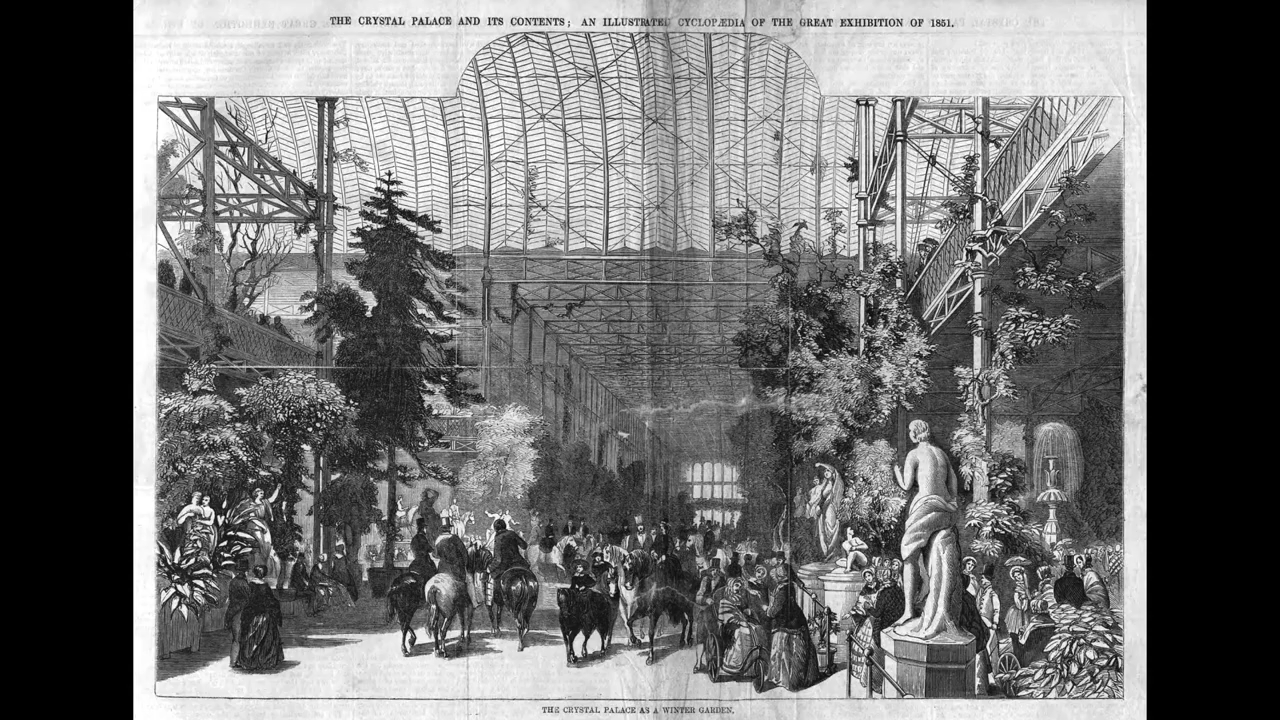 THE CRYSTAL PALACE AND ITS CONTENTS; AN ILLUSTRATED CYCLOPÆDIA OF THE GREAT EXHIBITION OF 1851.
THE CRYSTAL PALACE AS A WINTER GARDEN.